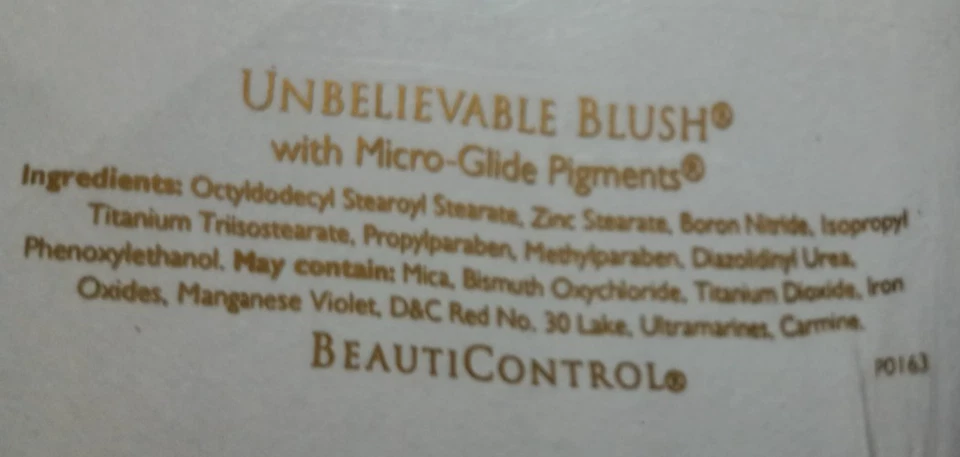 UNBELIEVABLE BLUSH®
with Micro-Glide Pigments®
Ingredients: Octyldodecyl Stearoyl Stearate, Zinc Stearate, Boron Nitride, Isopropyl
Titanium Triisostearate, Propylparaben, Methylparaben, Diazolidinyl Urea,
Phenoxylethanol. May contain: Mica, Bismuth Oxychloride, Titanium Dioxide, Iron
Oxides, Manganese Violet, D&C Red No. 30 Lake, Ultramarines, Carmine.
BEAUTICONTROL®
P0163